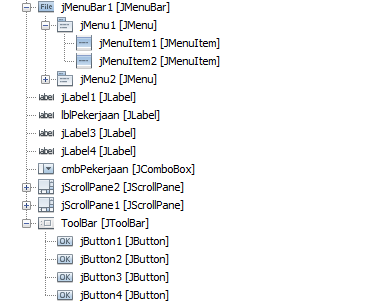 File jMenuBar1 [JMenuBar]
jMenu1 [JMenu]
jMenuItem1 [JMenuItem]
jMenuItem2 [JMenuItem]
jMenu2 [JMenu]
label jLabel1 [JLabel]
label lblPekerjaan [JLabel]
label jLabel3 [JLabel]
label jLabel4 [JLabel]
cmbPekerjaan [JComboBox]
jScrollPane2 [JScrollPane]
jScrollPane1 [JScrollPane]
ToolBar [JToolBar]
OK jButton1 [JButton]
OK jButton2 [JButton]
OK jButton3 [JButton]
OK jButton4 [JButton]